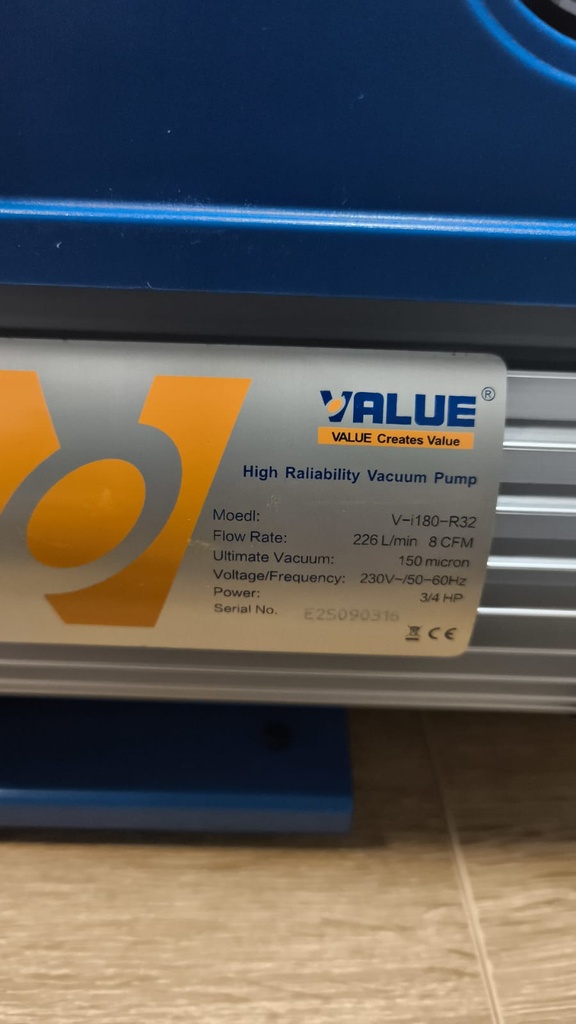 VALUE®
VALUE Creates Value
High Raliability Vacuum Pump
Moedl: V-i180-R32
Flow Rate: 226 L/min 8 CFM
Ultimate Vacuum: 150 micron
Voltage/Frequency: 230V~/50-60Hz
Power: 3/4 HP
Serial No. E2S090316
CE